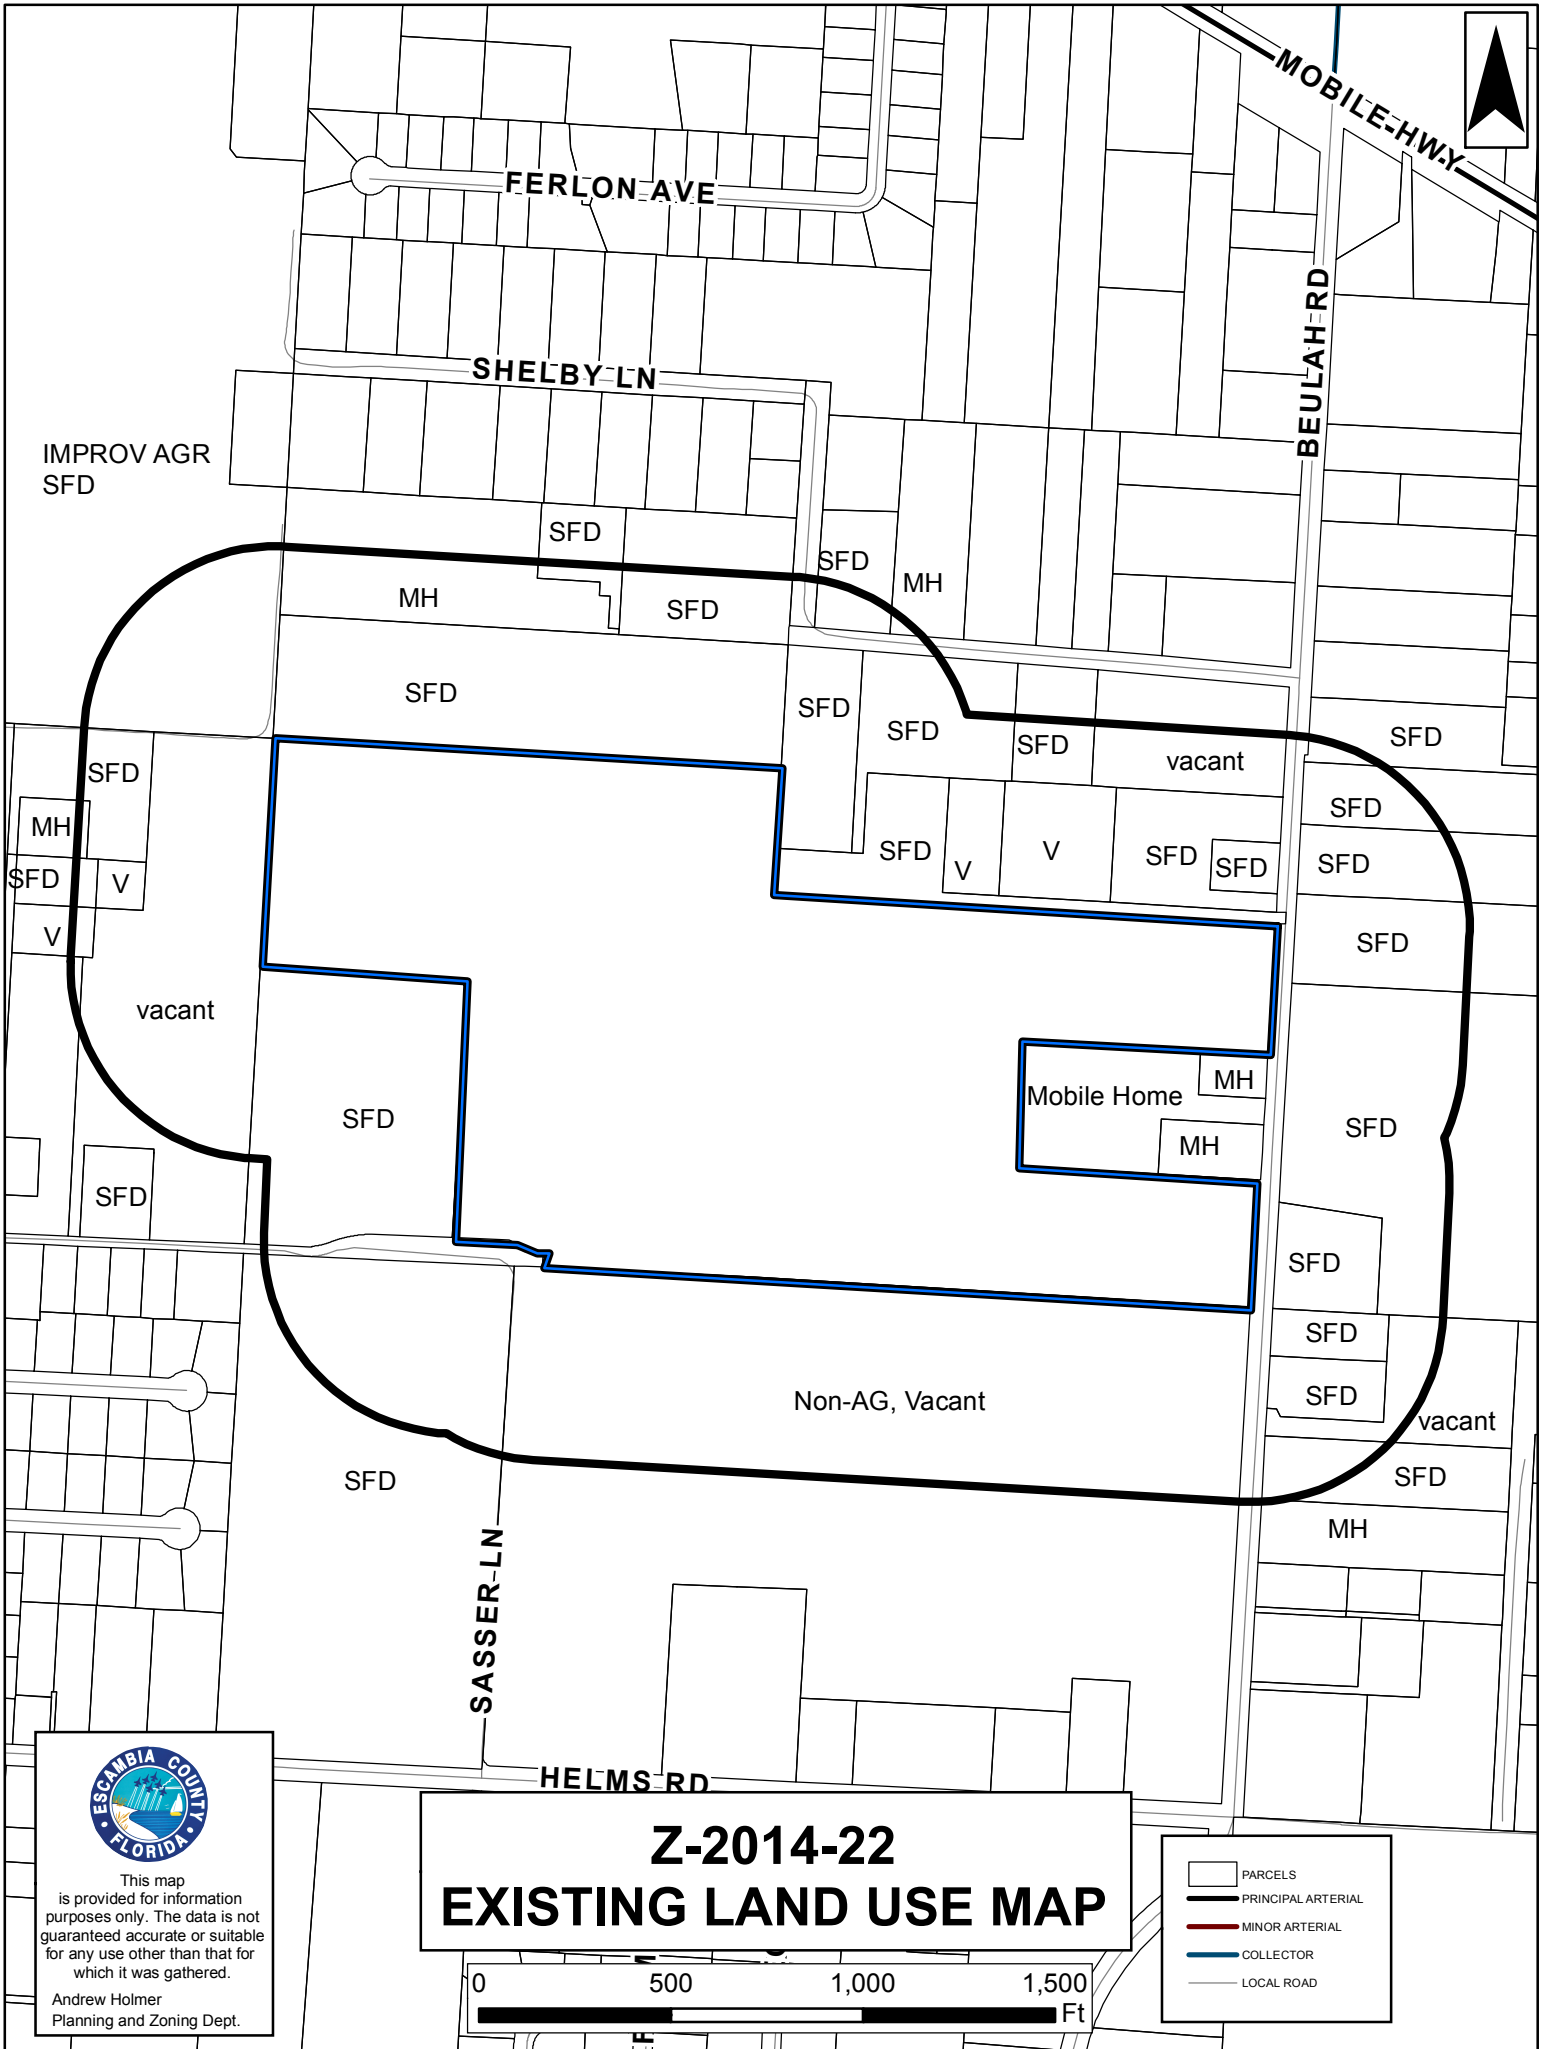 MOBILE HWY
FERLON AVE
BEULAH RD
SHELBY LN
IMPROV AGR
SFD
SFD
SFD
MH
MH
SFD
SFD
SFD
SFD
SFD
SFD
vacant
SFD
SFD
MH
SFD
V
V
SFD
V
V
SFD
SFD
SFD
SFD
SFD
vacant
MH
Mobile Home
SFD
SFD
MH
SFD
SFD
SFD
SFD
Non-AG, Vacant
vacant
SFD
SFD
MH
SASSER LN
HELMS RD
ESCAMBIA COUNTY
FLORIDA
This map
is provided for information
purposes only. The data is not
guaranteed accurate or suitable
for any use other than that for
which it was gathered.
Andrew Holmer
Planning and Zoning Dept.
Z-2014-22
EXISTING LAND USE MAP
0 500 1,000 1,500
Ft
PARCELS
PRINCIPAL ARTERIAL
MINOR ARTERIAL
COLLECTOR
LOCAL ROAD